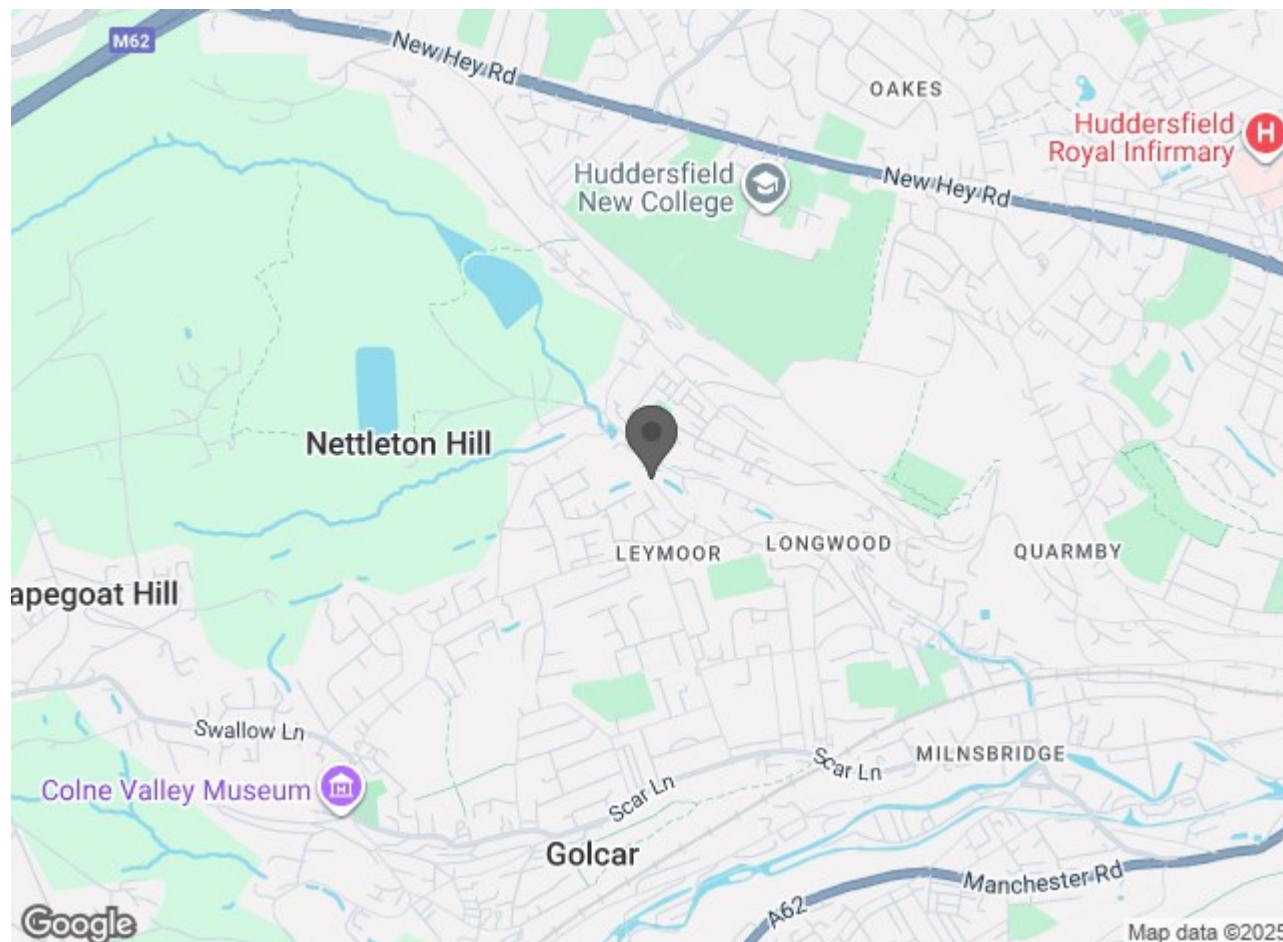 M62
New Hey Rd
OAKES
Huddersfield
Royal Infirmary
H
Huddersfield
New College
New Hey Rd
Nettleton Hill
LEYMOOR
LONGWOOD
QUARMBY
apegoat Hill
Swallow Ln
Scar Ln
MILNSBRIDGE
Colne Valley Museum
Scar Ln
Golcar
Manchester Rd
A62
Google
Map data ©2025